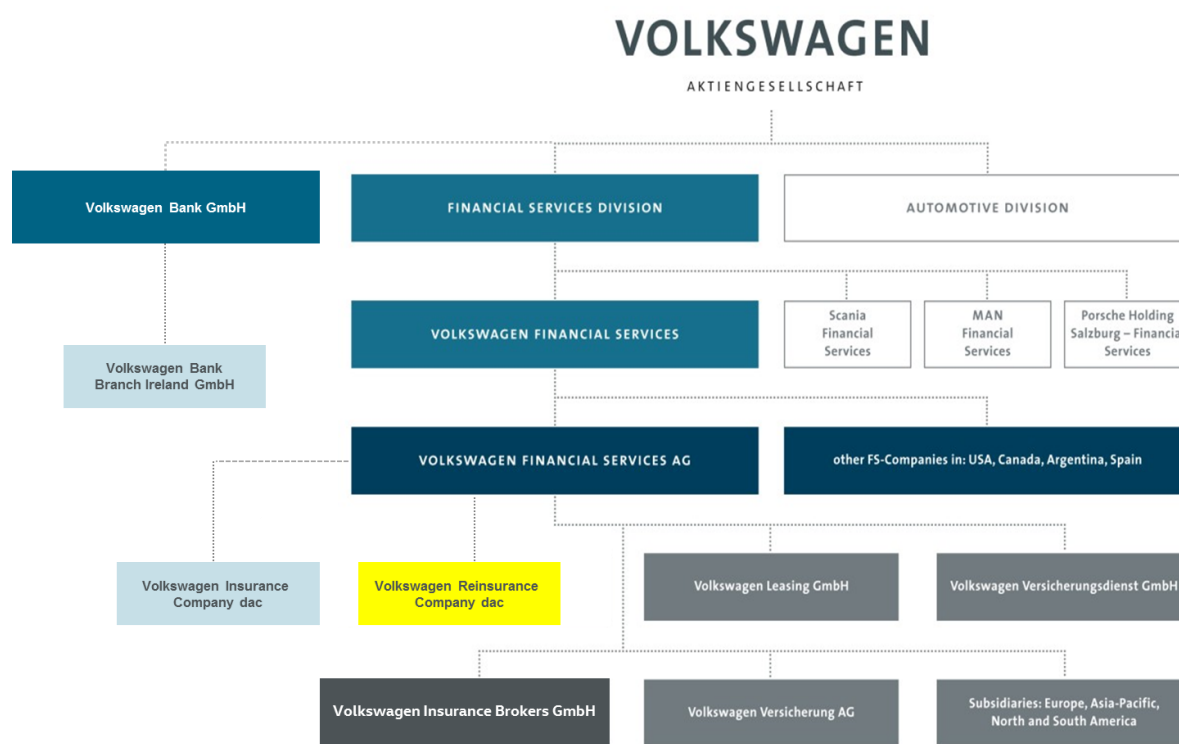 VOLKSWAGEN
AKTIENGESELLSCHAFT
Volkswagen Bank GmbH
FINANCIAL SERVICES DIVISION
AUTOMOTIVE DIVISION
VOLKSWAGEN FINANCIAL SERVICES
Scania
Financial
Services
MAN
Financial
Services
Porsche Holding
Salzburg – Financia
Services
Volkswagen Bank
Branch Ireland GmbH
VOLKSWAGEN FINANCIAL SERVICES AG
other FS-Companies in: USA, Canada, Argentina, Spain
Volkswagen Insurance
Company dac
Volkswagen Reinsurance
Company dac
Volkswagen Leasing GmbH
Volkswagen Versicherungsdienst GmbH
Volkswagen Insurance Brokers GmbH
Volkswagen Versicherung AG
Subsidiaries: Europe, Asia-Pacific,
North and South America